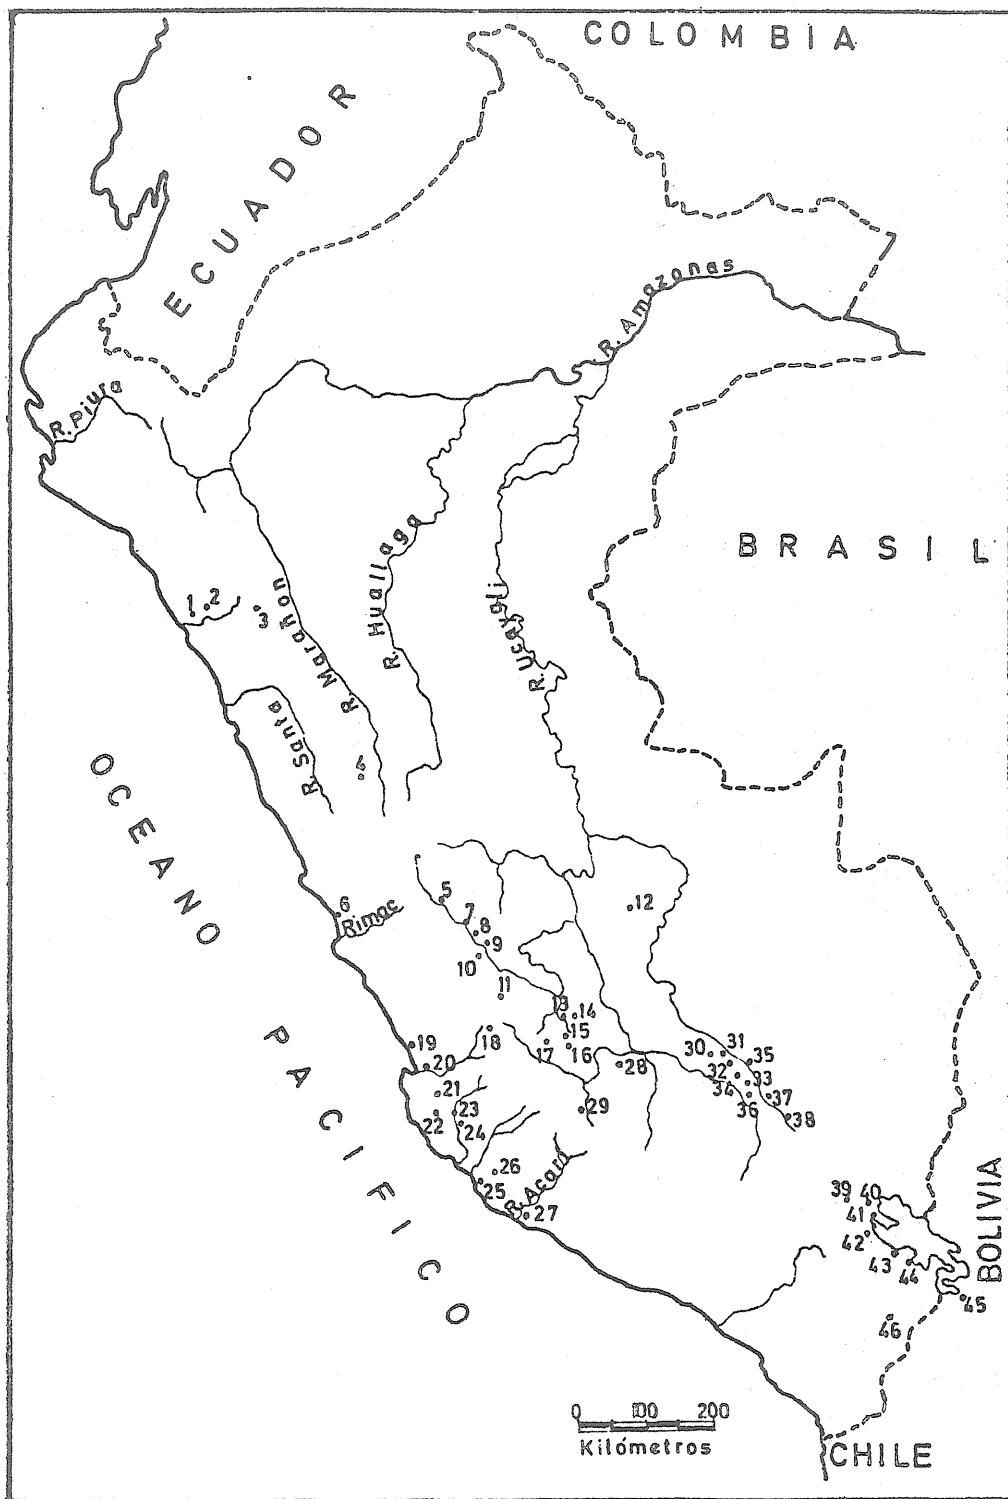 COLOMBIA
ECUADOR
R. Amazonas
R. Piura
BRASIL
R. Huallaga
R. Marañon
R. Ucayali
1 2
3
R. Santa
4
OCEANO PACIFICO
5
6
Rimac
7
8
9
10
11
12
13
14
15
16
17
18
19
20
21
22
23
24
25
26
R. Acarí
27
28
29
30
31
32
33
34
35
36
37
38
39
40
41
42
43
44
45
46
BOLIVIA
0 100 200
Kilómetros
CHILE